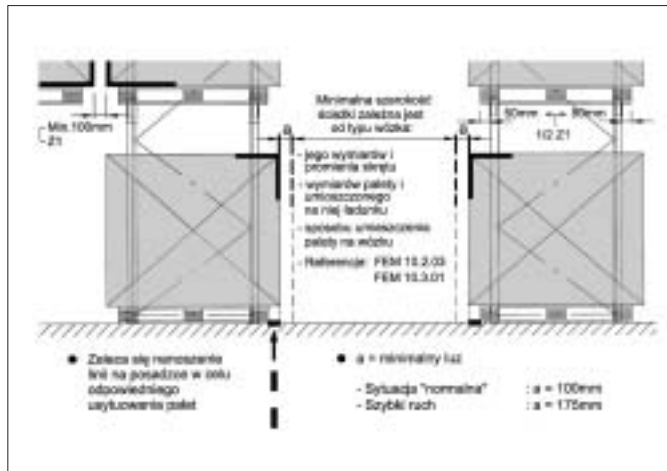 Minimalna szerokość
ścieżki zależna jest
od typu wózka:
a
a
Min.100mm
Z1
50mm
50mm
1/2 Z1
- jego wymiarów i
promienia skrętu
- wymiarów palety i
umieszczonego
na niej ładunku
- sposobu umieszczenia
palety na wózku
- Referencje: FEM 10.2.03
FEM 10.3.01
● Zaleca się nanoszenie
linii na posadzce w celu
odpowiedniego
usytuowania palet
● a = minimalny luz
- Sytuacja "normalna" : a = 100mm
- Szybki ruch : a = 175mm